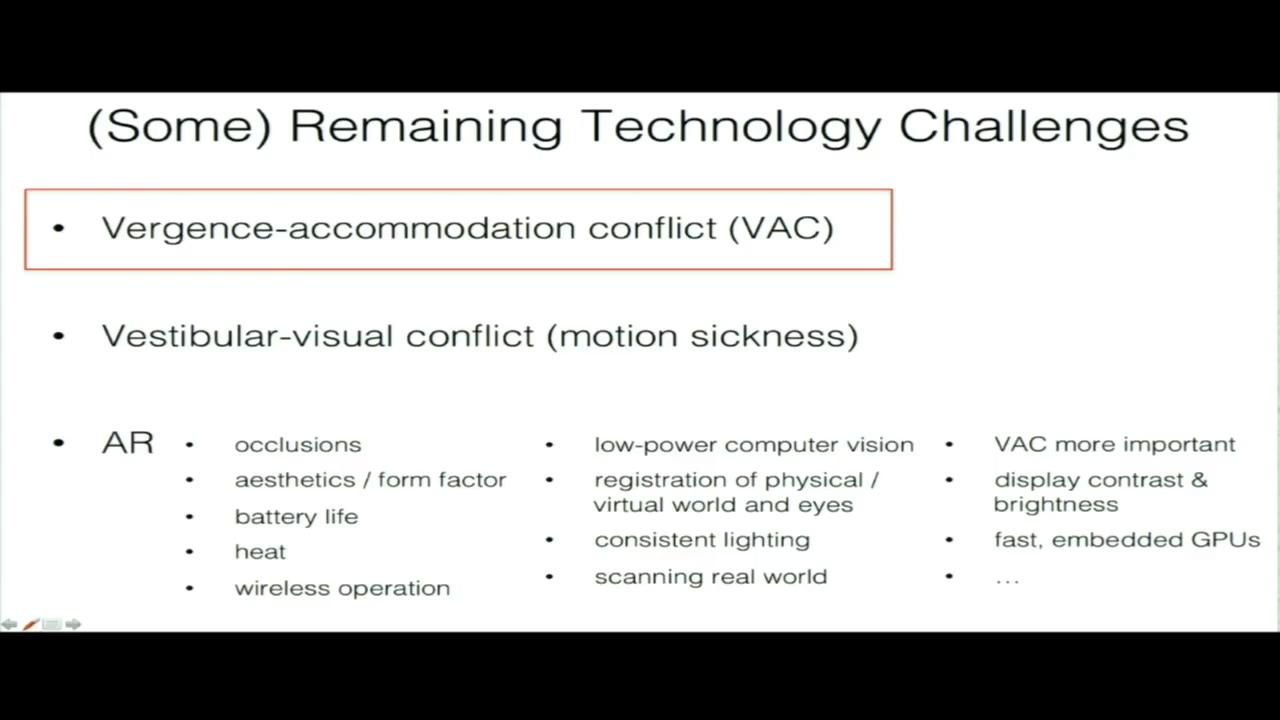 (Some) Remaining Technology Challenges
• Vergence-accommodation conflict (VAC)
• Vestibular-visual conflict (motion sickness)
• AR
• occlusions
• aesthetics / form factor
• battery life
• heat
• wireless operation
• low-power computer vision
• registration of physical /
virtual world and eyes
• consistent lighting
• scanning real world
• VAC more important
• display contrast &
brightness
• fast, embedded GPUs
• …